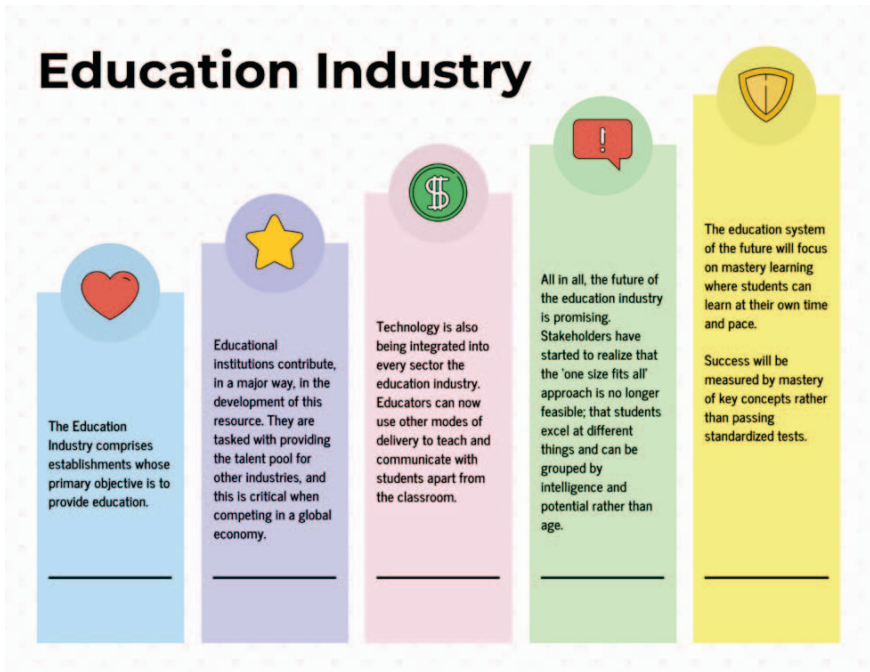 Education Industry
The Education
Industry comprises
establishments whose
primary objective is to
provide education.
Educational
institutions contribute,
in a major way, in the
development of this
resource. They are
tasked with providing
the talent pool for
other industries, and
this is critical when
competing in a global
economy.
Technology is also
being integrated into
every sector the
education industry.
Educators can now
use other modes of
delivery to teach and
communicate with
students apart from
the classroom.
All in all, the future of
the education industry
is promising.
Stakeholders have
started to realize that
the 'one size fits all'
approach is no longer
feasible; that students
excel at different
things and can be
grouped by
intelligence and
potential rather than
age.
The education system
of the future will focus
on mastery learning
where students can
learn at their own time
and pace.
Success will be
measured by mastery
of key concepts rather
than passing
standardized tests.